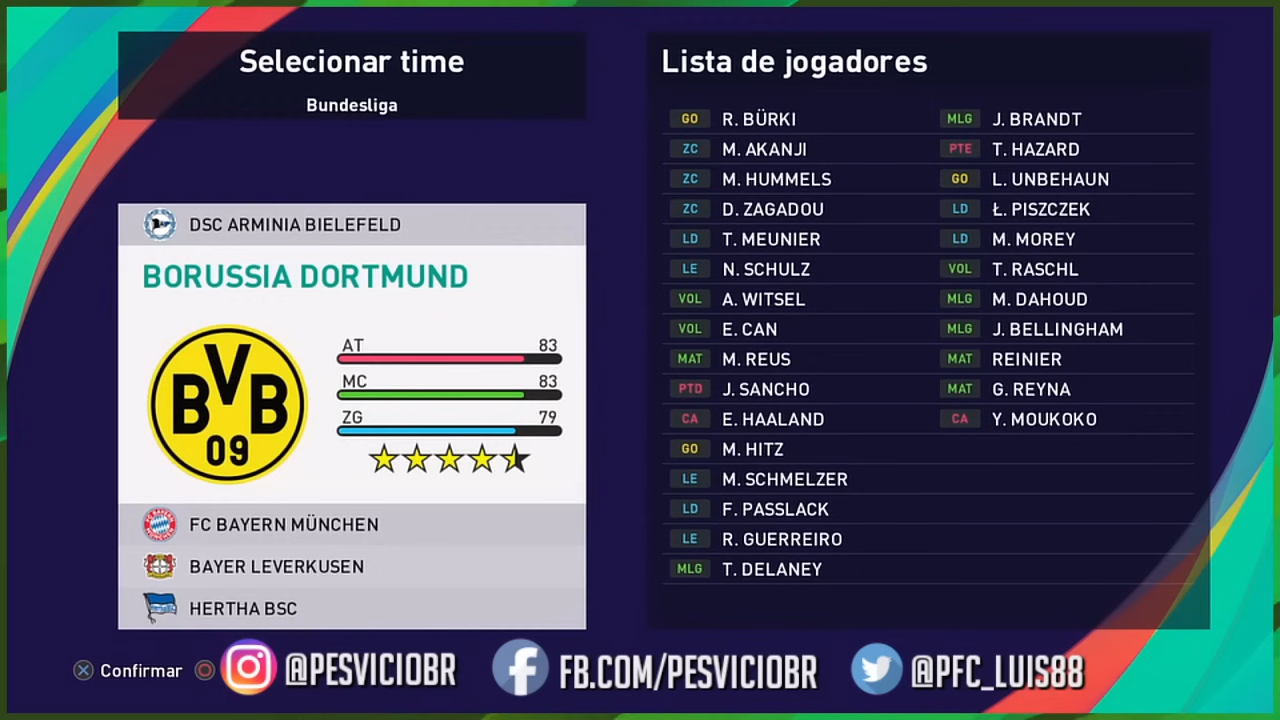 Selecionar time
Bundesliga
DSC ARMINIA BIELEFELD
BORUSSIA DORTMUND
BVB
09
AT 83
MC 83
ZG 79
FC BAYERN MÜNCHEN
BAYER LEVERKUSEN
HERTHA BSC
Lista de jogadores
GO R. BÜRKI
ZC M. AKANJI
ZC M. HUMMELS
ZC D. ZAGADOU
LD T. MEUNIER
LE N. SCHULZ
VOL A. WITSEL
VOL E. CAN
MAT M. REUS
PTD J. SANCHO
CA E. HAALAND
GO M. HITZ
LE M. SCHMELZER
LD F. PASSLACK
LE R. GUERREIRO
MLG T. DELANEY
MLG J. BRANDT
PTE T. HAZARD
GO L. UNBEHAUN
LD Ł. PISZCZEK
LD M. MOREY
VOL T. RASCHL
MLG M. DAHOUD
MLG J. BELLINGHAM
MAT REINIER
MAT G. REYNA
CA Y. MOUKOKO
Confirmar
@PESVICIOBR
FB.COM/PESVICIOBR
@PFC_LUIS88